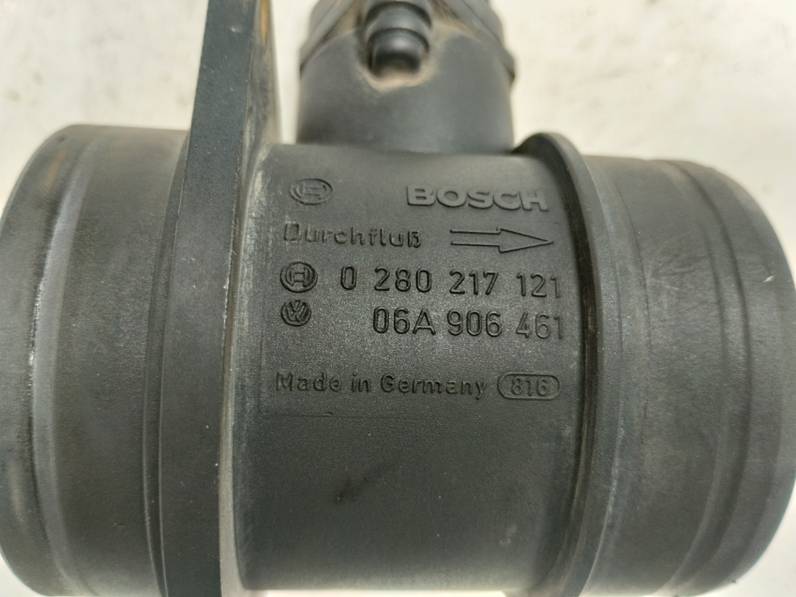 BOSCH
Durchfluß
0 280 217 121
06A 906 461
Made in Germany 816